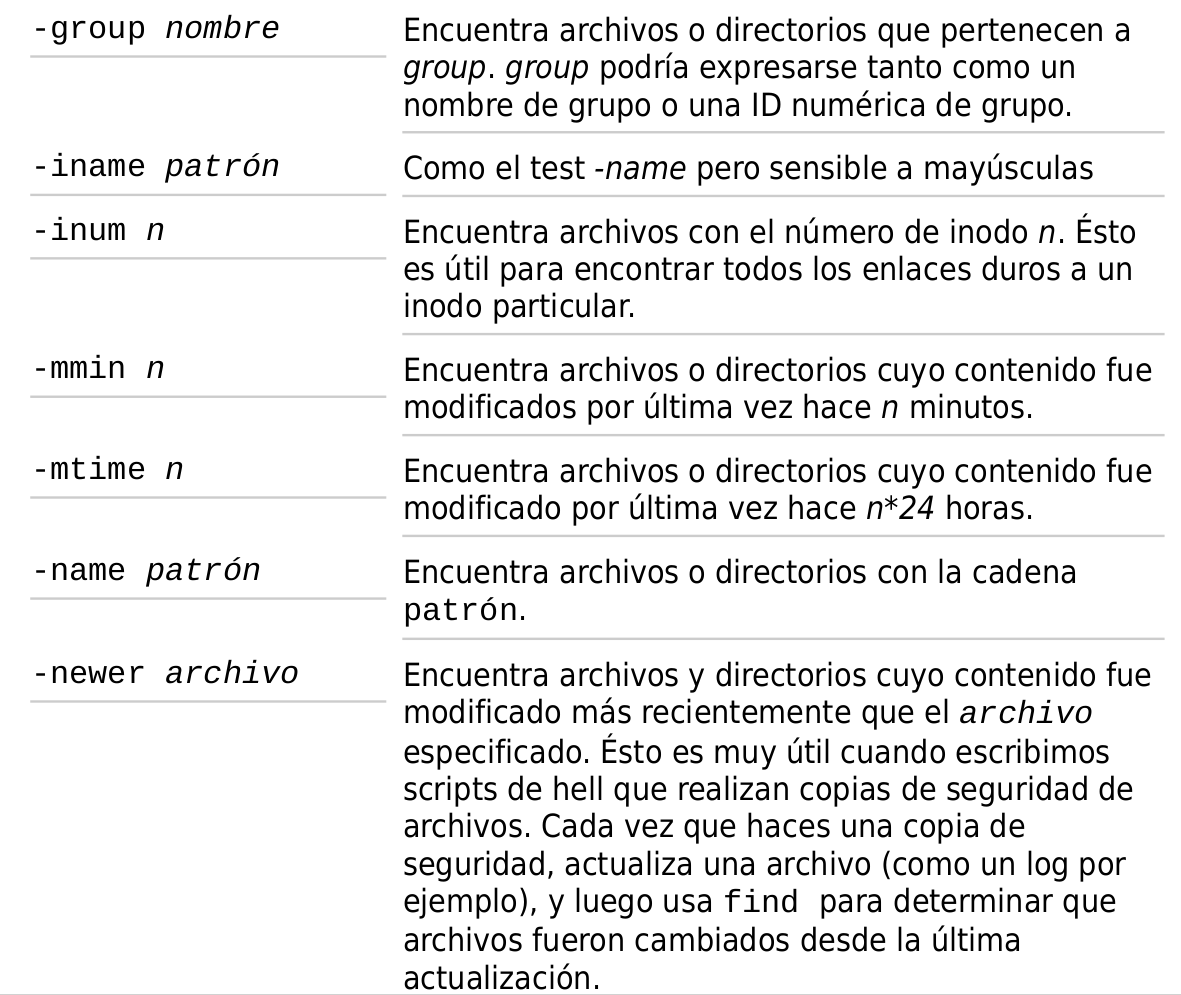 -group nombre
Encuentra archivos o directorios que pertenecen a
group. group podría expresarse tanto como un
nombre de grupo o una ID numérica de grupo.
-iname patrón
Como el test -name pero sensible a mayúsculas
-inum n
Encuentra archivos con el número de inodo n. Ésto
es útil para encontrar todos los enlaces duros a un
inodo particular.
-mmin n
Encuentra archivos o directorios cuyo contenido fue
modificados por última vez hace n minutos.
-mtime n
Encuentra archivos o directorios cuyo contenido fue
modificado por última vez hace n*24 horas.
-name patrón
Encuentra archivos o directorios con la cadena
patrón.
-newer archivo
Encuentra archivos y directorios cuyo contenido fue
modificado más recientemente que el archivo
especificado. Ésto es muy útil cuando escribimos
scripts de hell que realizan copias de seguridad de
archivos. Cada vez que haces una copia de
seguridad, actualiza una archivo (como un log por
ejemplo), y luego usa find para determinar que
archivos fueron cambiados desde la última
actualización.